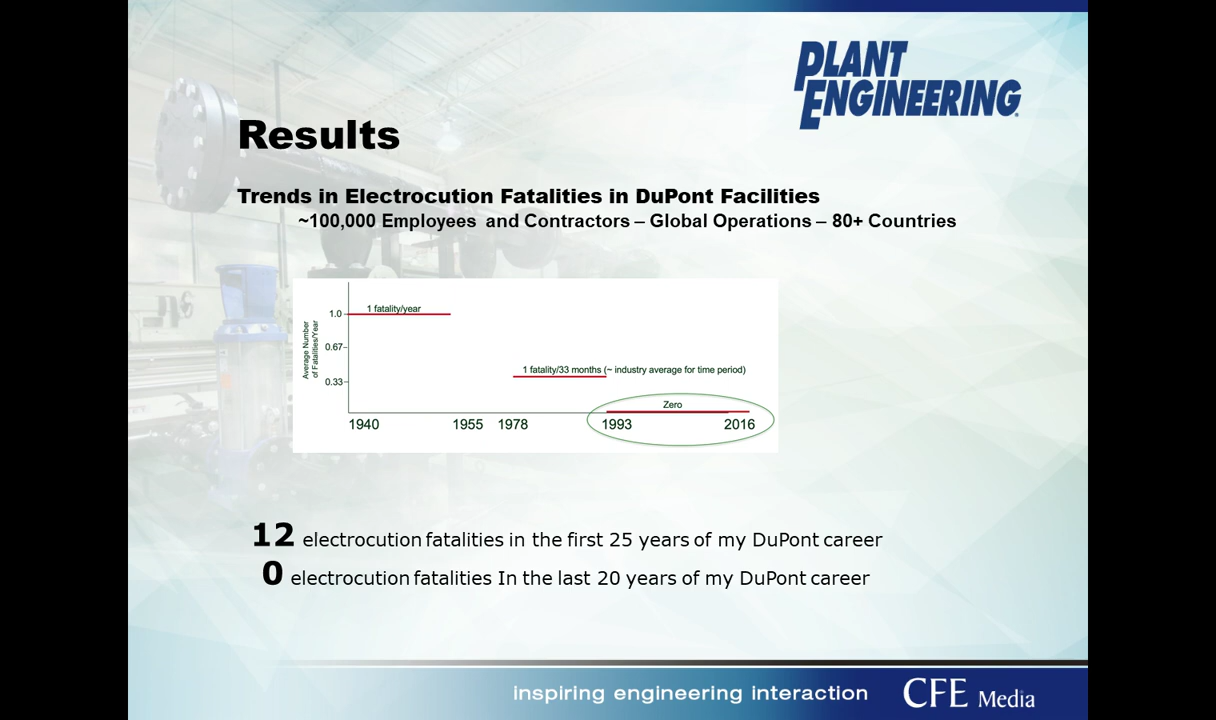 PLANT
ENGINEERING
Results
Trends in Electrocution Fatalities in DuPont Facilities
~100,000 Employees and Contractors – Global Operations – 80+ Countries
Average Number
of Fatalities/Year
1.0
0.67
0.33
1 fatality/year
1 fatality/33 months (~ industry average for time period)
Zero
1940 1955 1978 1993 2016
12 electrocution fatalities in the first 25 years of my DuPont career
0 electrocution fatalities In the last 20 years of my DuPont career
inspiring engineering interaction
CFE Media